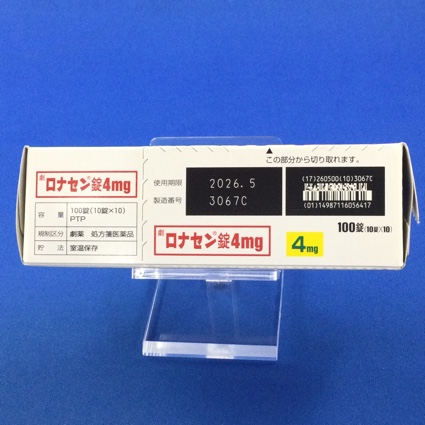 劇 ロナセン®錠4mg
容 量 100錠(10錠×10)
PTP
規制区分 劇薬 処方箋医薬品
貯 法 室温保存
▲
この部分から切り取れます。
使用期限 2026.5
製造番号 3067C
(17)260500(10)3067C
(01)14987116056417
劇 ロナセン®錠4mg
4mg
100錠(10錠×10)